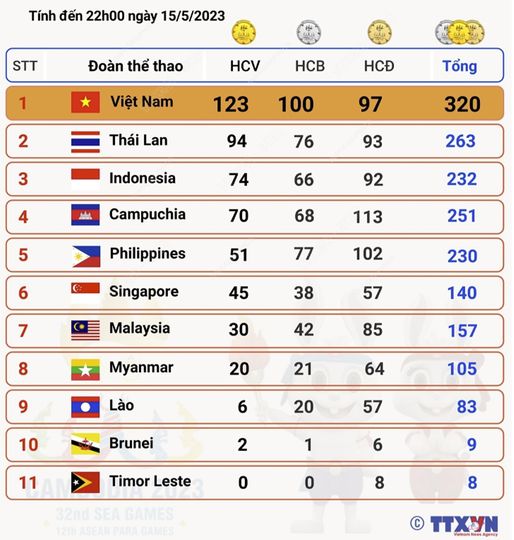 Tính đến 22h00 ngày 15/5/2023
STT Đoàn thể thao HCV HCB HCĐ Tổng
1 Việt Nam 123 100 97 320
2 Thái Lan 94 76 93 263
3 Indonesia 74 66 92 232
4 Campuchia 70 68 113 251
5 Philippines 51 77 102 230
6 Singapore 45 38 57 140
7 Malaysia 30 42 85 157
8 Myanmar 20 21 64 105
9 Lào 6 20 57 83
10 Brunei 2 1 6 9
11 Timor Leste 0 0 8 8
CAMBODIA 2023
32nd SEA GAMES
12th ASEAN PARA GAMES
© TTXVN
Vietnam News Agency